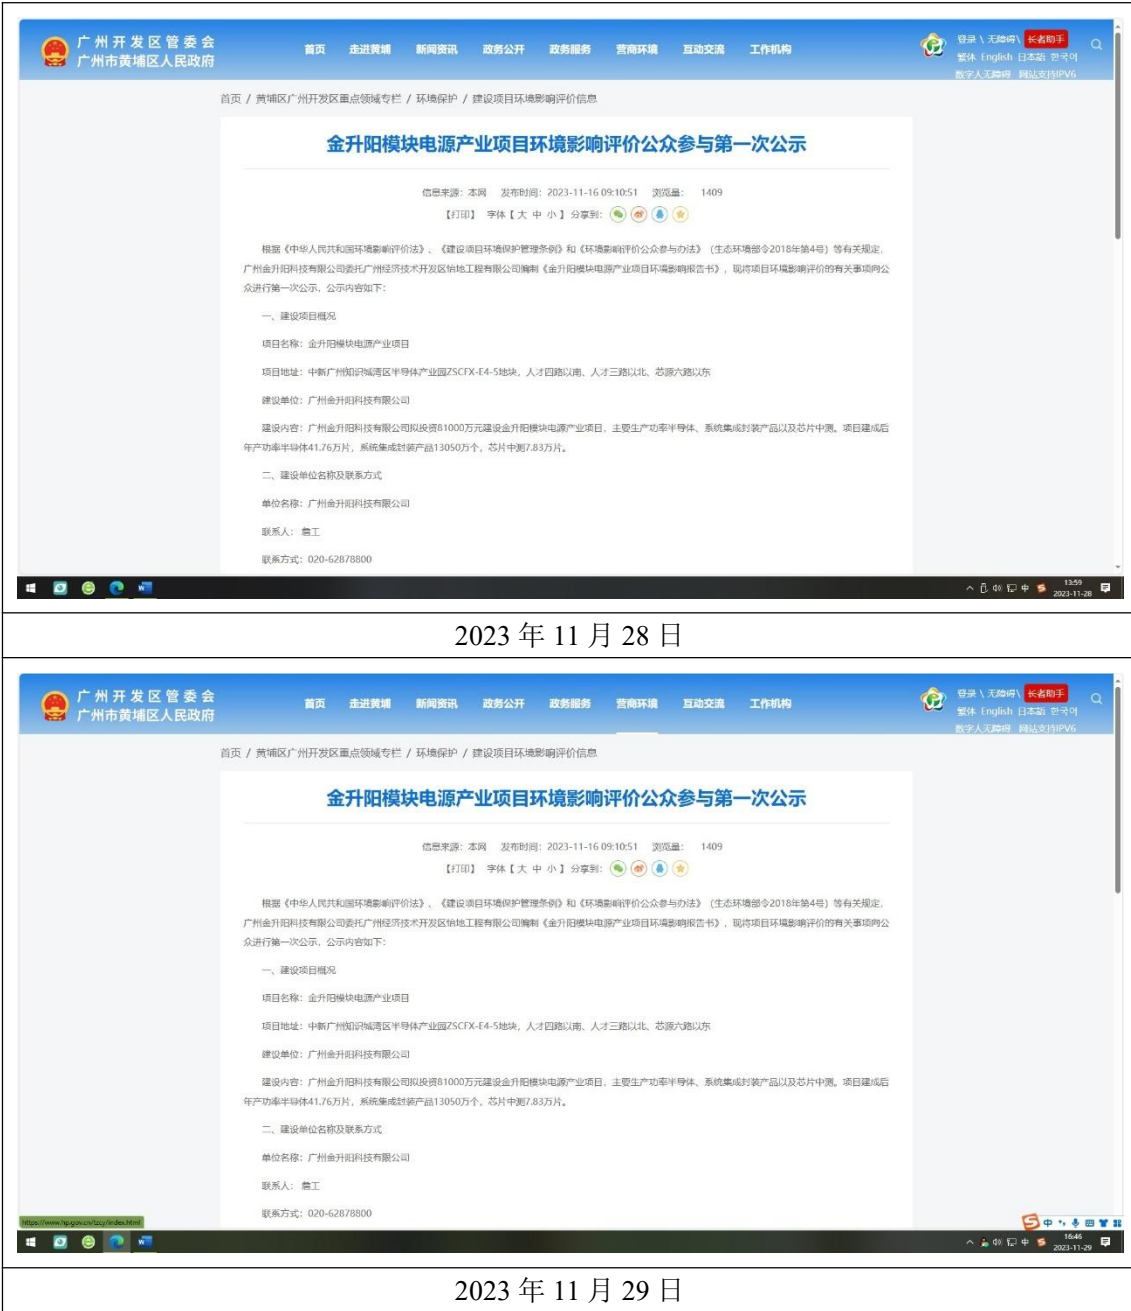 广州开发区管委会
广州市黄埔区人民政府
首页 走进黄埔 新闻资讯 政务公开 政务服务 营商环境 互动交流 工作机构
登录 \ 无障碍 \ 长者助手
繁体 English 日本語 한국어
数字人无障碍 网站支持IPV6
首页 / 黄埔区广州开发区重点领域专栏 / 环境保护 / 建设项目环境影响评价信息
金升阳模块电源产业项目环境影响评价公众参与第一次公示
信息来源：本网 发布时间：2023-11-16 09:10:51 浏览量： 1409
【打印】 字体【 大 中 小 】分享到：
根据《中华人民共和国环境影响评价法》、《建设项目环境保护管理条例》和《环境影响评价公众参与办法》（生态环境部令2018年第4号）等有关规定，
广州金升阳科技有限公司委托广州经济技术开发区怡地工程有限公司编制《金升阳模块电源产业项目环境影响报告书》，现将项目环境影响评价的有关事项向公
众进行第一次公示，公示内容如下：
一、建设项目概况
项目名称：金升阳模块电源产业项目
项目地址：中新广州知识城湾区半导体产业园ZSCFX-E4-5地块，人才四路以南、人才三路以北、芯源六路以东
建设单位：广州金升阳科技有限公司
建设内容：广州金升阳科技有限公司拟投资81000万元建设金升阳模块电源产业项目，主要生产功率半导体、系统集成封装产品以及芯片中测。项目建成后
年产功率半导体41.76万片，系统集成封装产品13050万个，芯片中测7.83万片。
二、建设单位名称及联系方式
单位名称：广州金升阳科技有限公司
联系人： 詹工
联系方式：020-62878800
中
13:59
2023-11-28
2023 年 11 月 28 日
广州开发区管委会
广州市黄埔区人民政府
首页 走进黄埔 新闻资讯 政务公开 政务服务 营商环境 互动交流 工作机构
登录 \ 无障碍 \ 长者助手
繁体 English 日本語 한국어
数字人无障碍 网站支持IPV6
首页 / 黄埔区广州开发区重点领域专栏 / 环境保护 / 建设项目环境影响评价信息
金升阳模块电源产业项目环境影响评价公众参与第一次公示
信息来源：本网 发布时间：2023-11-16 09:10:51 浏览量： 1409
【打印】 字体【 大 中 小 】分享到：
根据《中华人民共和国环境影响评价法》、《建设项目环境保护管理条例》和《环境影响评价公众参与办法》（生态环境部令2018年第4号）等有关规定，
广州金升阳科技有限公司委托广州经济技术开发区怡地工程有限公司编制《金升阳模块电源产业项目环境影响报告书》，现将项目环境影响评价的有关事项向公
众进行第一次公示，公示内容如下：
一、建设项目概况
项目名称：金升阳模块电源产业项目
项目地址：中新广州知识城湾区半导体产业园ZSCFX-E4-5地块，人才四路以南、人才三路以北、芯源六路以东
建设单位：广州金升阳科技有限公司
建设内容：广州金升阳科技有限公司拟投资81000万元建设金升阳模块电源产业项目，主要生产功率半导体、系统集成封装产品以及芯片中测。项目建成后
年产功率半导体41.76万片，系统集成封装产品13050万个，芯片中测7.83万片。
二、建设单位名称及联系方式
单位名称：广州金升阳科技有限公司
联系人： 詹工
联系方式：020-62878800
https://www.hp.gov.cn/tzcy/index.html
中
中
16:46
2023-11-29
2023 年 11 月 29 日